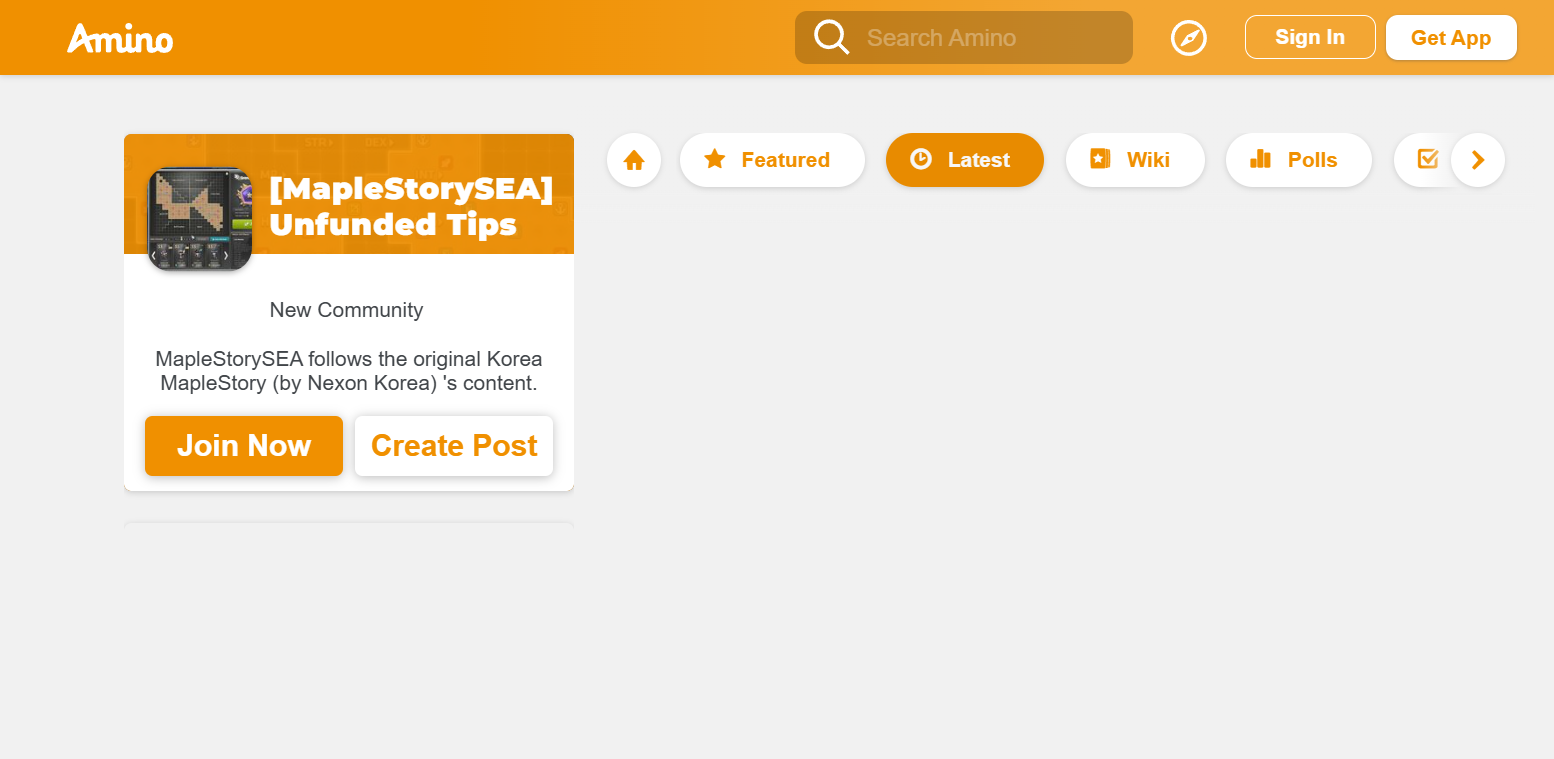 Amino
Search Amino
Sign In
Get App
[MapleStorySEA]
Unfunded Tips
New Community
MapleStorySEA follows the original Korea
MapleStory (by Nexon Korea) 's content.
Join Now
Create Post
Featured
Latest
Wiki
Polls